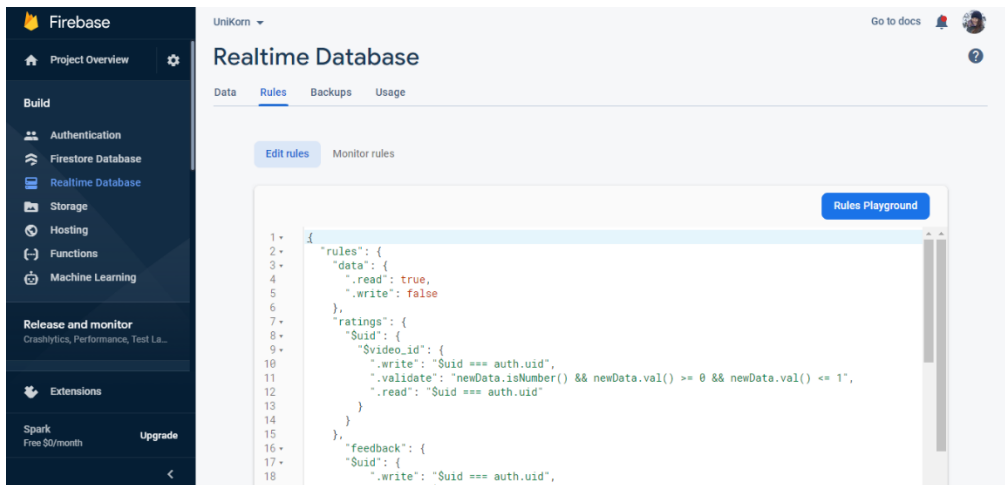 Firebase
Project Overview
Build
Authentication
Firestore Database
Realtime Database
Storage
Hosting
Functions
Machine Learning
Release and monitor
Crashlytics, Performance, Test La...
Extensions
Spark
Free $0/month
Upgrade
UniKorn
Go to docs
Realtime Database
Data Rules Backups Usage
Edit rules Monitor rules
Rules Playground
1 {
2 "rules": {
3 "data": {
4 ".read": true,
5 ".write": false
6 },
7 "ratings": {
8 "$uid": {
9 "$video_id": {
10 ".write": "$uid === auth.uid",
11 ".validate": "newData.isNumber() && newData.val() >= 0 && newData.val() <= 1",
12 ".read": "$uid === auth.uid"
13 }
14 }
15 },
16 "feedback": {
17 "$uid": {
18 ".write": "$uid === auth.uid",